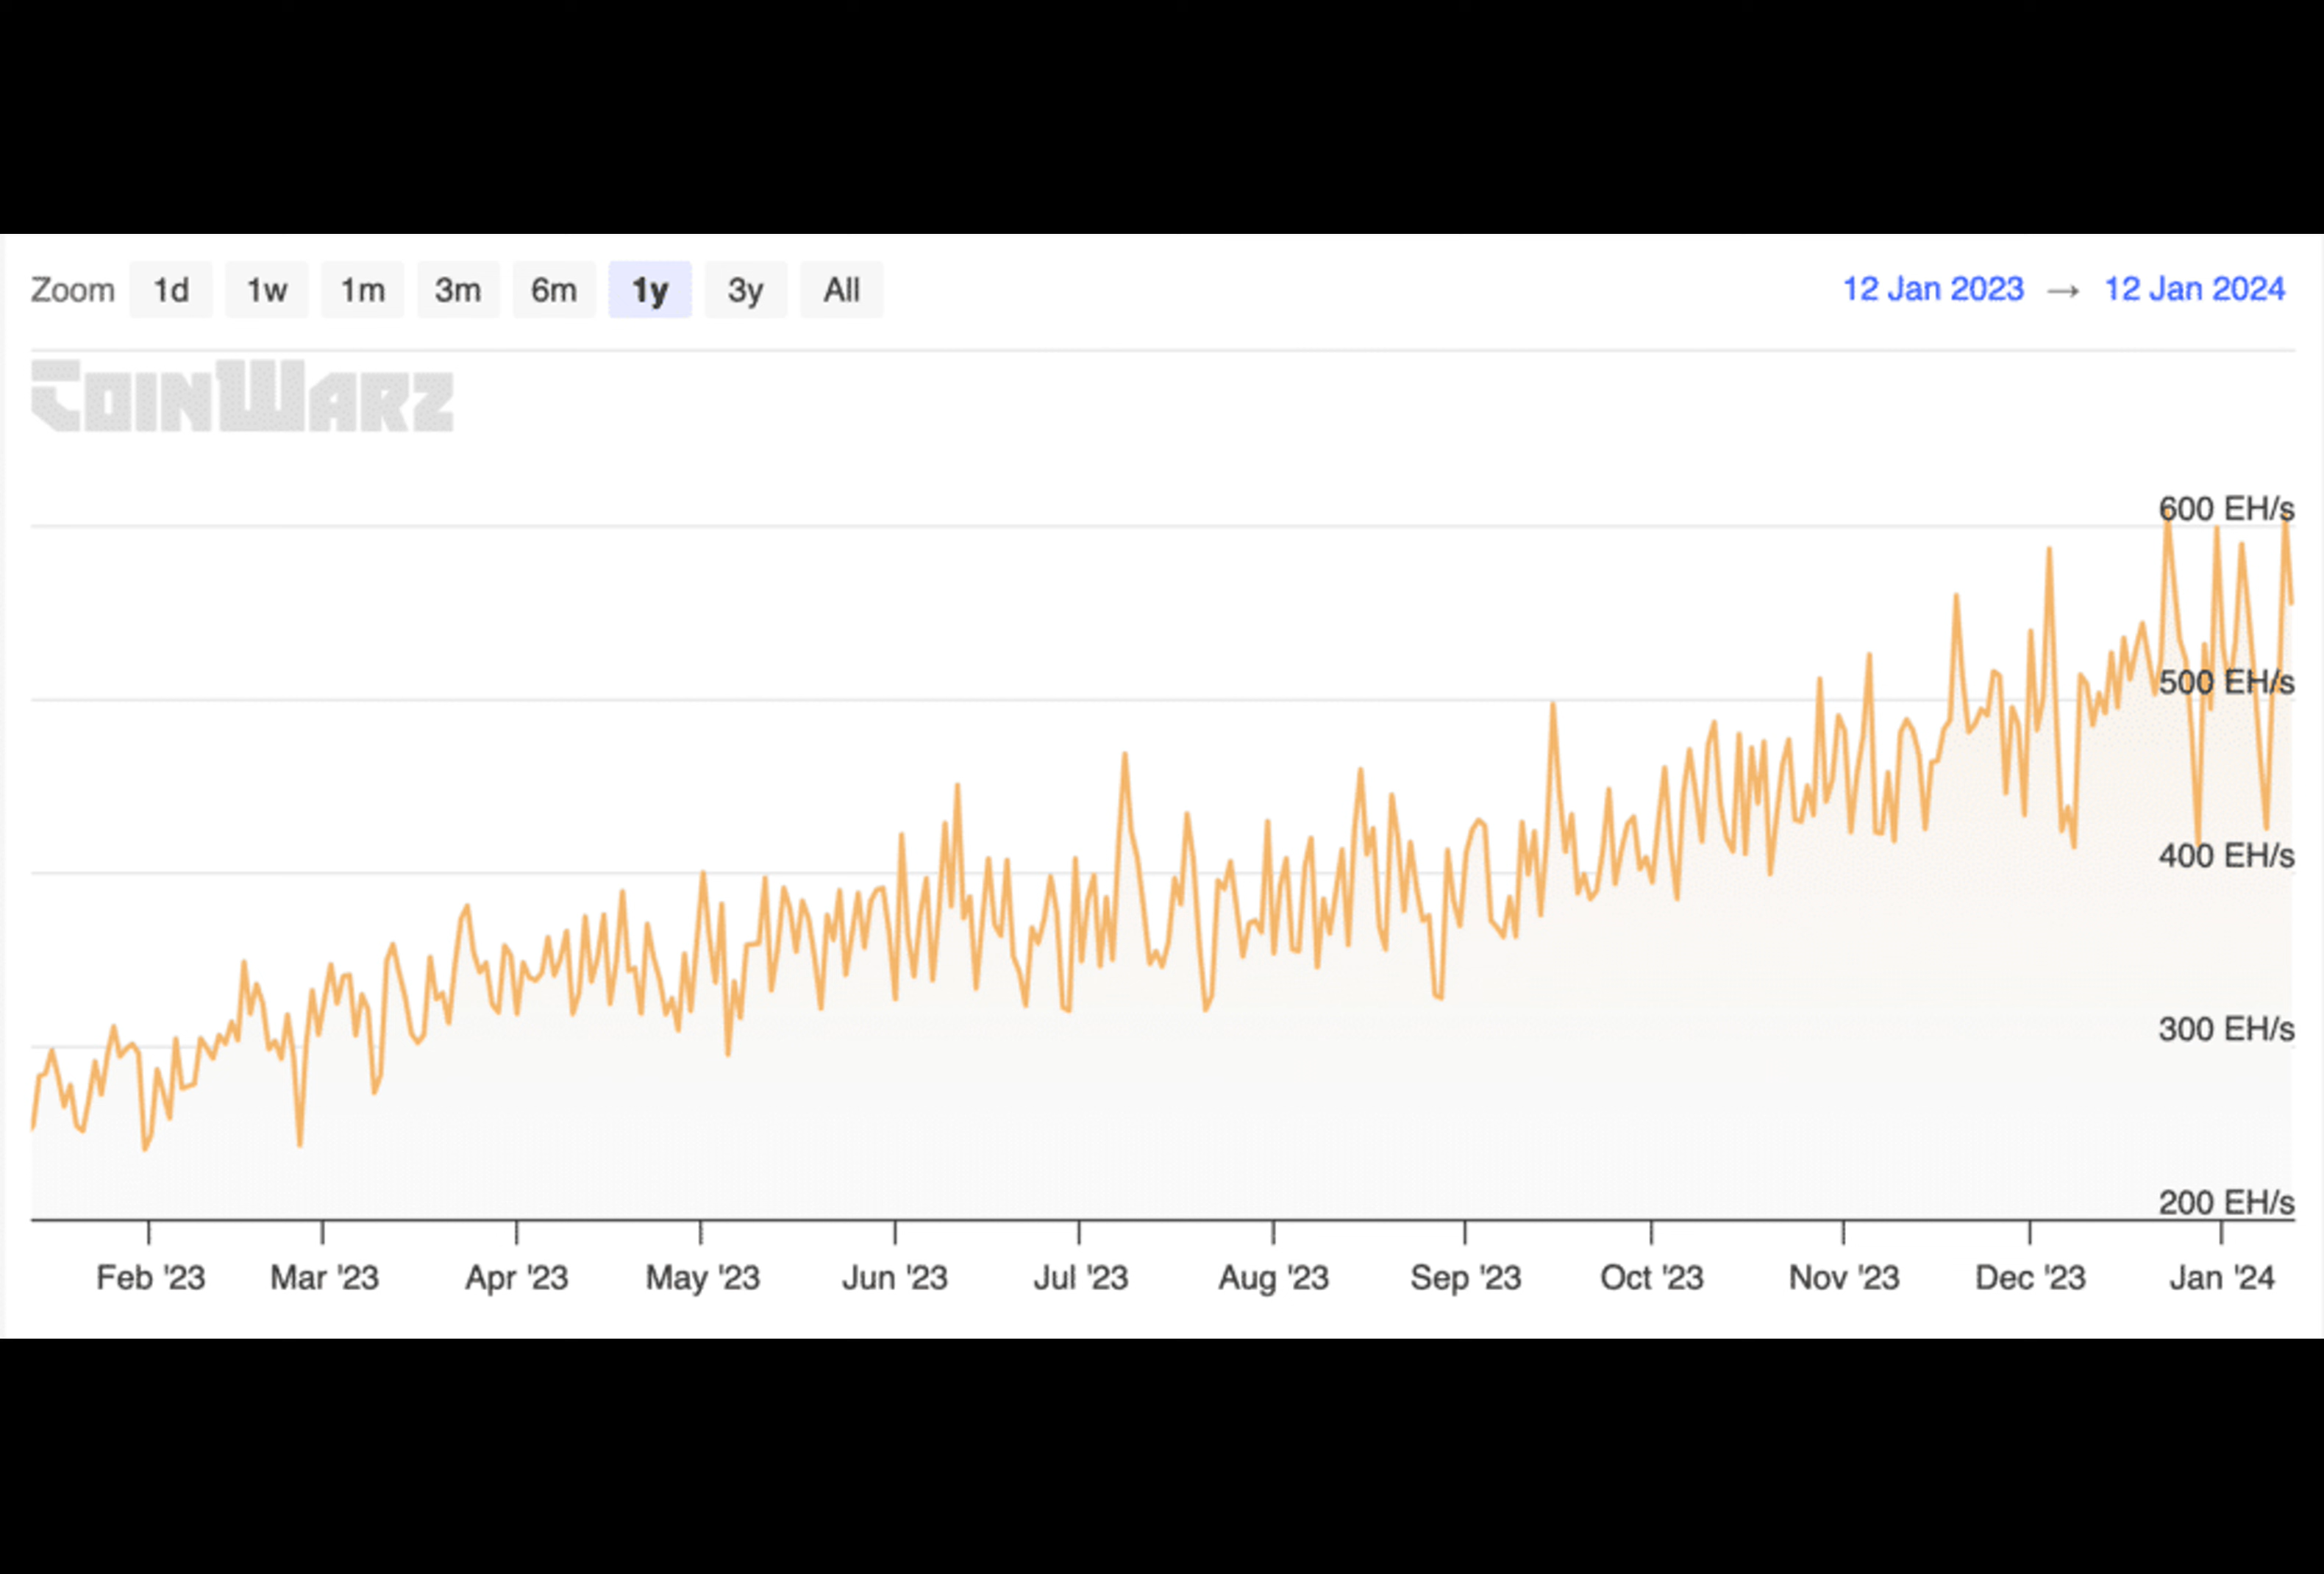 Zoom 1d 1w 1m 3m 6m 1y 3y All 12 Jan 2023 → 12 Jan 2024
COINWARZ
600 EH/s
500 EH/s
400 EH/s
300 EH/s
200 EH/s
Feb '23 Mar '23 Apr '23 May '23 Jun '23 Jul '23 Aug '23 Sep '23 Oct '23 Nov '23 Dec '23 Jan '24